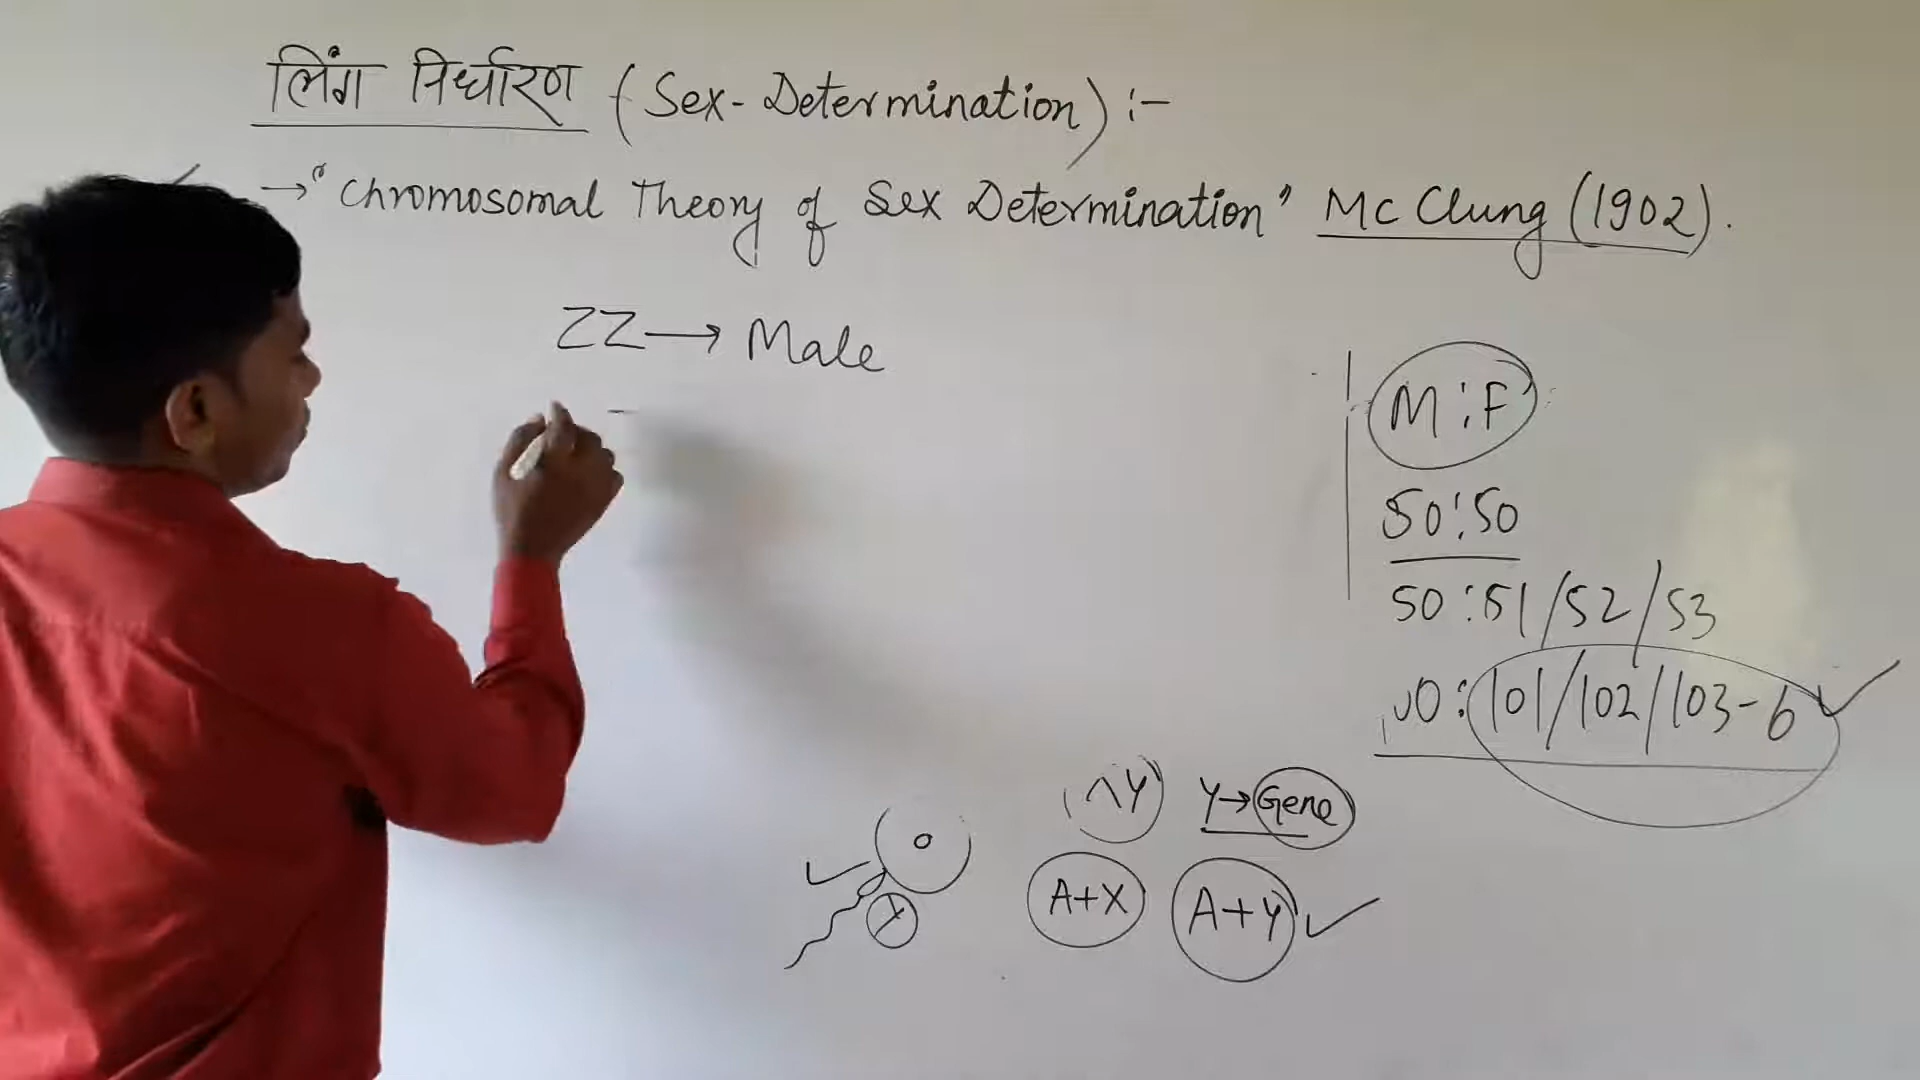 लिंग निर्धारण (Sex-Determination) :-
→ "Chromosomal Theory of Sex Determination" Mc Clung (1902).
ZZ → Male
M : F
50 : 50
50 : 51 / 52 / 53
: 101 / 102 / 103 - 6
Y → Gene
A+X A+Y